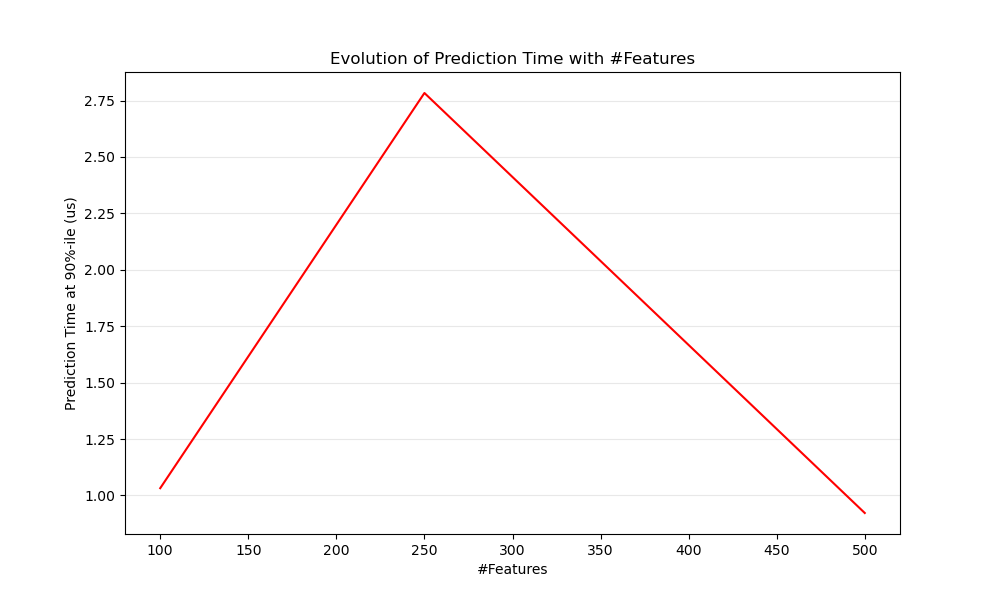 Evolution of Prediction Time with #Features
Prediction Time at 90%-ile (us)
2.75
2.50
2.25
2.00
1.75
1.50
1.25
1.00
100 150 200 250 300 350 400 450 500
#Features